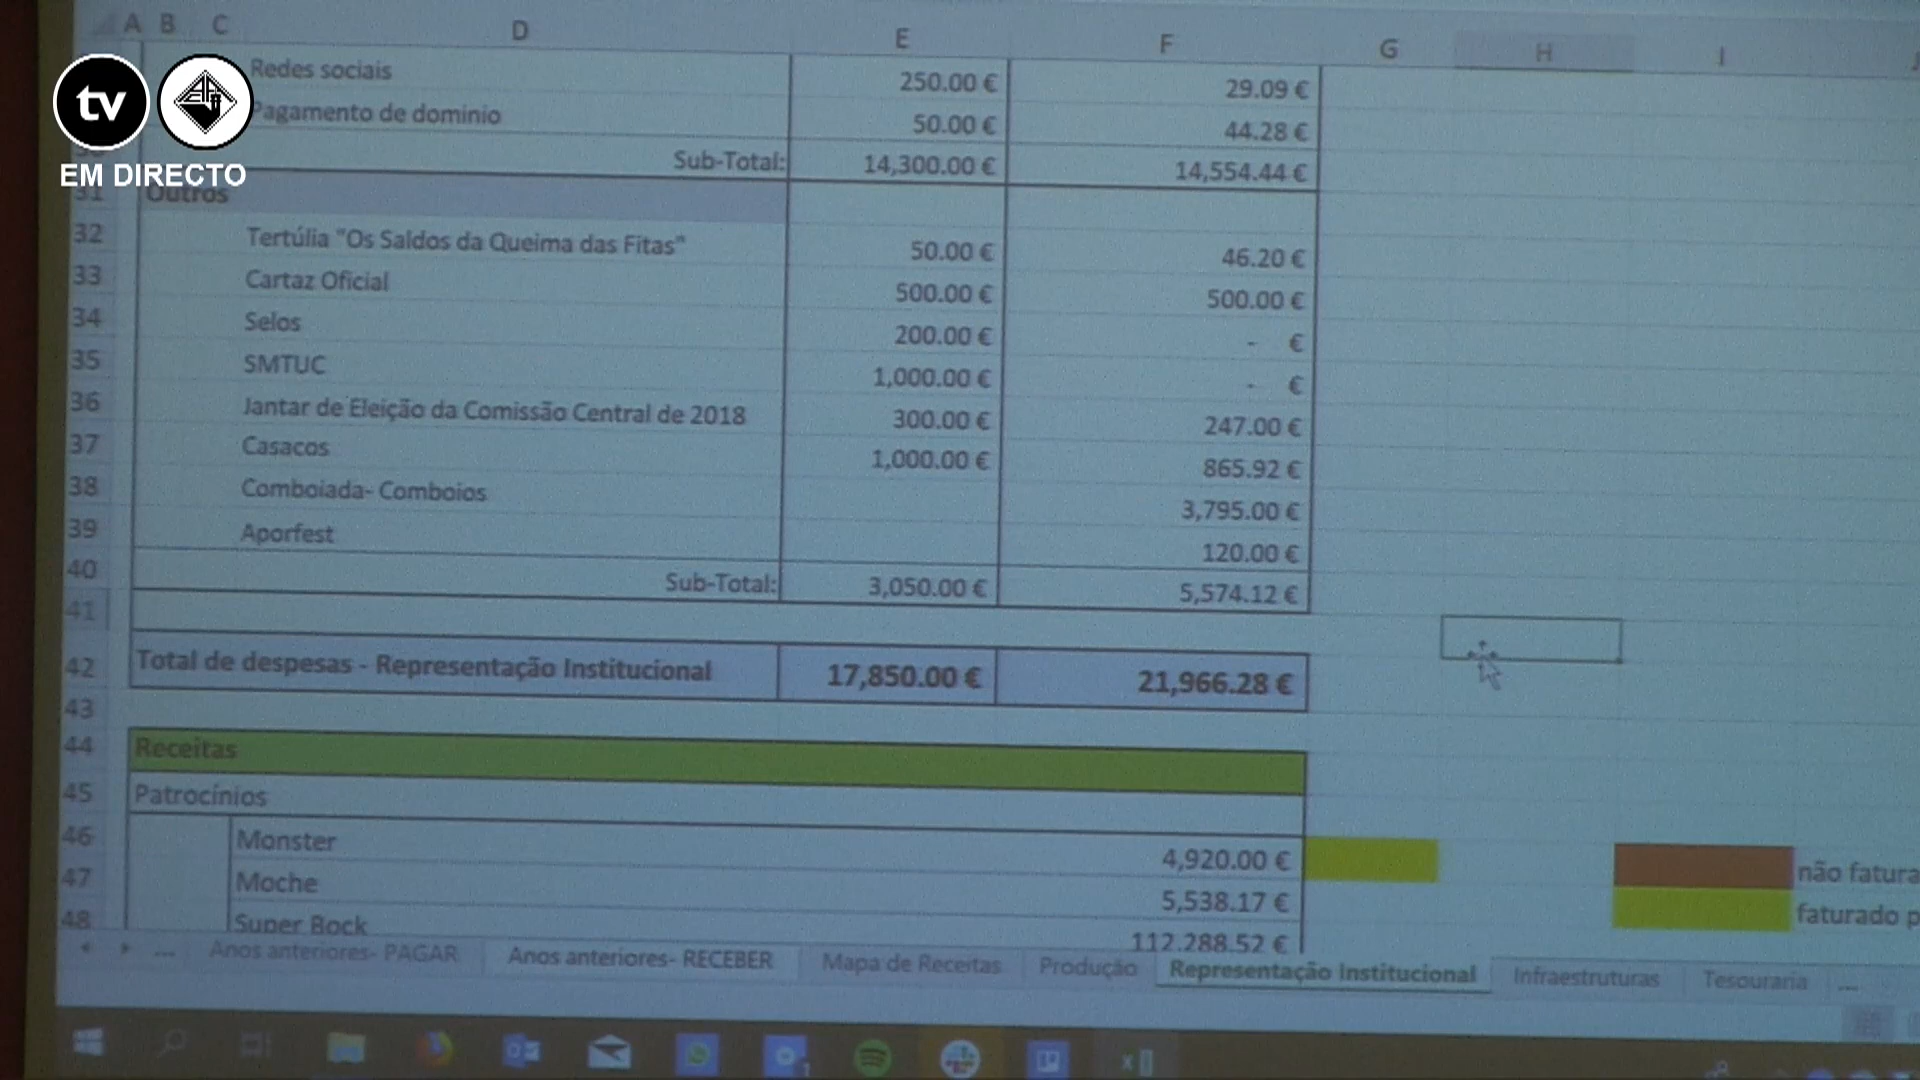 A B C D E F G H I
Redes sociais 250.00 € 29.09 €
Pagamento de dominio 50.00 € 44.28 €
Sub-Total: 14,300.00 € 14,554.44 €
31 Outros
32 Tertúlia "Os Saldos da Queima das Fitas" 50.00 € 46.20 €
33 Cartaz Oficial 500.00 € 500.00 €
34 Selos 200.00 € - €
35 SMTUC 1,000.00 € - €
36 Jantar de Eleição da Comissão Central de 2018 300.00 € 247.00 €
37 Casacos 1,000.00 € 865.92 €
38 Comboiada- Comboios 3,795.00 €
39 Aporfest 120.00 €
40 Sub-Total: 3,050.00 € 5,574.12 €
41
42 Total de despesas - Representação Institucional 17,850.00 € 21,966.28 €
43
44 Receitas
45 Patrocínios
46 Monster 4,920.00 €
47 Moche 5,538.17 €
48 Super Bock 112.288.52 €
não fatura
faturado p
... Anos anteriores- PAGAR Anos anteriores- RECEBER Mapa de Receitas Produção Representação Institucional Infraestruturas Tesouraria ...
tv
EM DIRECTO